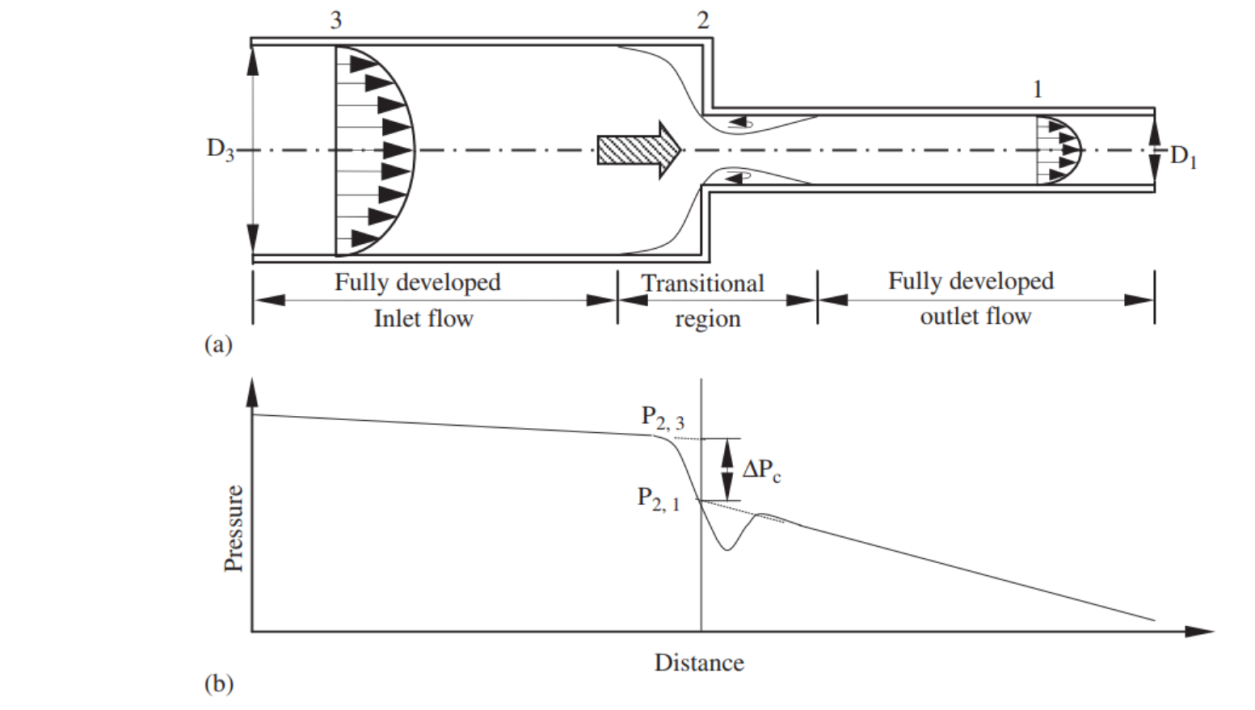 3
2
1
D3
D1
Fully developed
Inlet flow
Transitional
region
Fully developed
outlet flow
(a)
P2, 3
ΔPc
P2, 1
Pressure
Distance
(b)